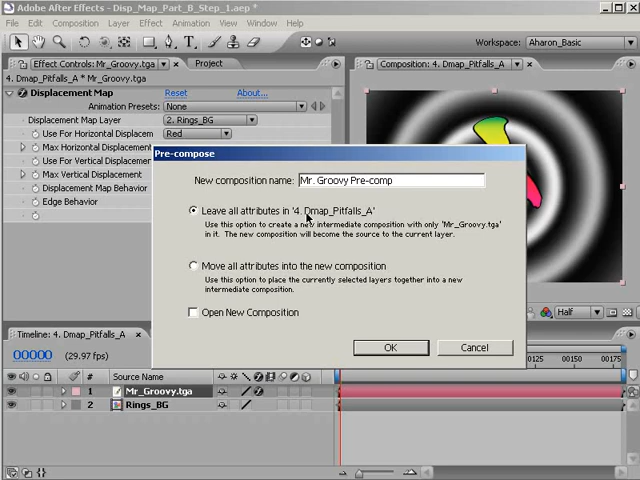 Adobe After Effects - Disp_Map_Part_B_Step_1.aep *
File Edit Composition Layer Effect Animation View Window Help
Workspace: Aharon_Basic
Effect Controls: Mr_Groovy.tga Project
Composition: 4. Dmap_Pitfalls_A
4. Dmap_Pitfalls_A * Mr_Groovy.tga
Displacement Map Reset About...
Animation Presets: None
Displacement Map Layer 2. Rings_BG
Use For Horizontal Displacem Red
Max Horizontal Displacem
Use For Vertical Displacem
Max Vertical Displacement
Displacement Map Behavior
Edge Behavior
Pre-compose
New composition name: Mr. Groovy Pre-comp
Leave all attributes in '4. Dmap_Pitfalls_A'
Use this option to create a new intermediate composition with only 'Mr_Groovy.tga'
in it. The new composition will become the source to the current layer.
Move all attributes into the new composition
Use this option to place the currently selected layers together into a new
intermediate composition.
Open New Composition
OK Cancel
Half
Timeline: 4. Dmap_Pitfalls_A
00000 (29.97 fps)
00125 00150 00175
# Source Name
1 Mr_Groovy.tga
2 Rings_BG